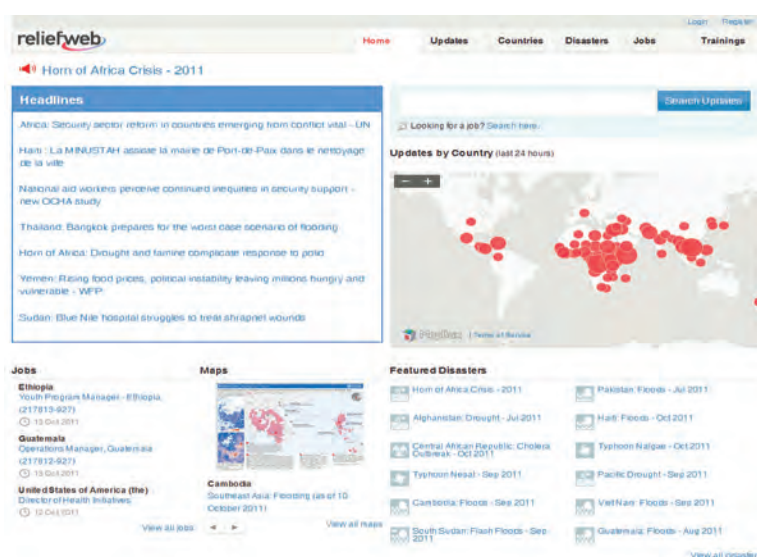 Login Register
reliefweb
Home Updates Countries Disasters Jobs Trainings
Horn of Africa Crisis - 2011
Headlines
Africa: Security sector reform in countries emerging from conflict vital - UN
Haiti : La MINUSTAH assiste la mairie de Port-de-Paix dans le nettoyage
de la ville
National aid workers perceive continued inequities in security support -
new OCHA study
Thailand: Bangkok prepares for the worst case scenario of flooding
Horn of Africa: Drought and famine complicate response to polio
Yemen: Rising food prices, political instability leaving millions hungry and
vulnerable - WFP
Sudan: Blue Nile hospital struggles to treat shrapnel wounds
Search Updates
Looking for a job? Search here.
Updates by Country (last 24 hours)
- +
MapBox | Terms of Service
Jobs
Ethiopia
Youth Program Manager - Ethiopia,
(217813-927)
13 Oct 2011
Guatemala
Operations Manager, Guatemala
(217812-927)
13 Oct 2011
United States of America (the)
Director of Health Initiatives
12 Oct 2011
View all jobs
Maps
Cambodia
Southeast Asia: Flooding (as of 10
October 2011)
View all maps
Featured Disasters
Horn of Africa Crisis - 2011
Afghanistan: Drought - Jul 2011
Central African Republic: Cholera
Outbreak - Oct 2011
Typhoon Nesat - Sep 2011
Cambodia: Floods - Sep 2011
South Sudan: Flash Floods - Sep
2011
Pakistan: Floods - Jul 2011
Haiti: Floods - Oct 2011
Typhoon Nalgae - Oct 2011
Pacific: Drought - Sep 2011
Viet Nam: Floods - Sep 2011
Guatemala: Floods - Aug 2011
View all disasters